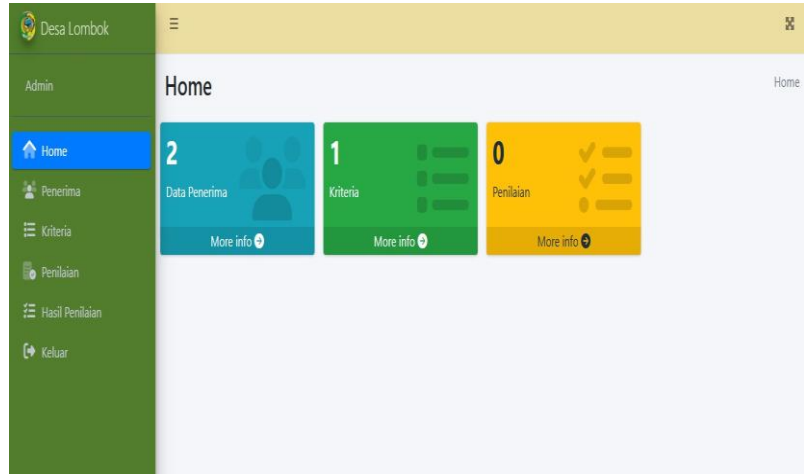 Desa Lombok
Admin
Home
Penerima
Kriteria
Penilaian
Hasil Penilaian
Keluar
Home
Home
2
Data Penerima
More info
1
Kriteria
More info
0
Penilaian
More info